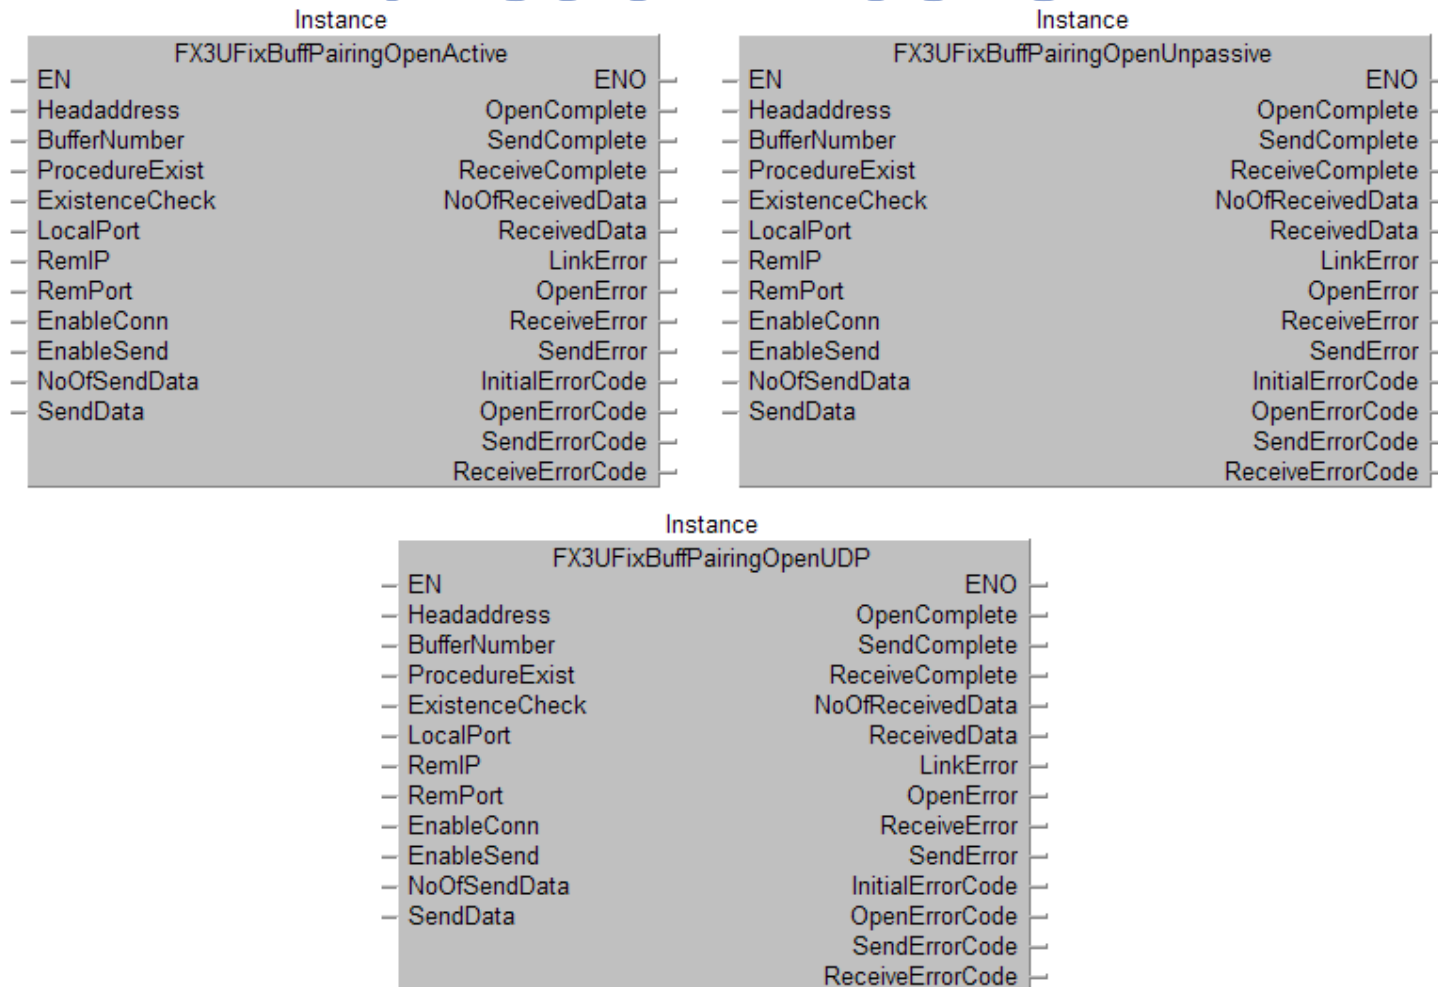 Instance
FX3UFixBuffPairingOpenActive
EN ENO
Headaddress OpenComplete
BufferNumber SendComplete
ProcedureExist ReceiveComplete
ExistenceCheck NoOfReceivedData
LocalPort ReceivedData
RemIP LinkError
RemPort OpenError
EnableConn ReceiveError
EnableSend SendError
NoOfSendData InitialErrorCode
SendData OpenErrorCode
SendErrorCode
ReceiveErrorCode
Instance
FX3UFixBuffPairingOpenUnpassive
EN ENO
Headaddress OpenComplete
BufferNumber SendComplete
ProcedureExist ReceiveComplete
ExistenceCheck NoOfReceivedData
LocalPort ReceivedData
RemIP LinkError
RemPort OpenError
EnableConn ReceiveError
EnableSend SendError
NoOfSendData InitialErrorCode
SendData OpenErrorCode
SendErrorCode
ReceiveErrorCode
Instance
FX3UFixBuffPairingOpenUDP
EN ENO
Headaddress OpenComplete
BufferNumber SendComplete
ProcedureExist ReceiveComplete
ExistenceCheck NoOfReceivedData
LocalPort ReceivedData
RemIP LinkError
RemPort OpenError
EnableConn ReceiveError
EnableSend SendError
NoOfSendData InitialErrorCode
SendData OpenErrorCode
SendErrorCode
ReceiveErrorCode